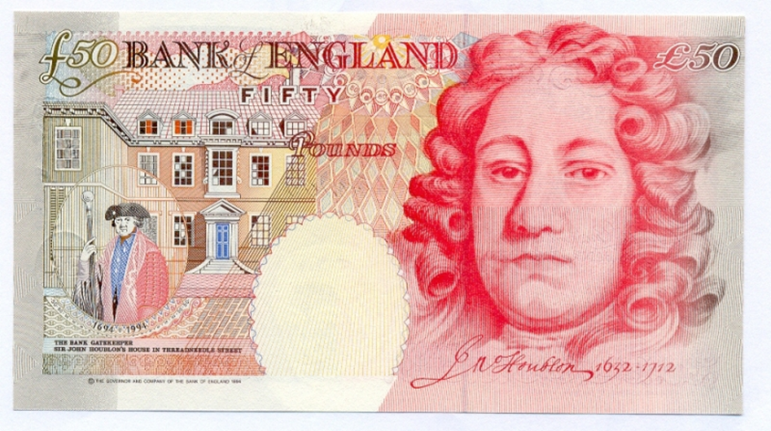 £50 BANK of ENGLAND £50
FIFTY
POUNDS
1694 - 1994
THE BANK GATEKEEPER
SIR JOHN HOUBLON'S HOUSE IN THREADNEEDLE STREET
© THE GOVERNOR AND COMPANY OF THE BANK OF ENGLAND 1994
Jn° Houblon 1632-1712